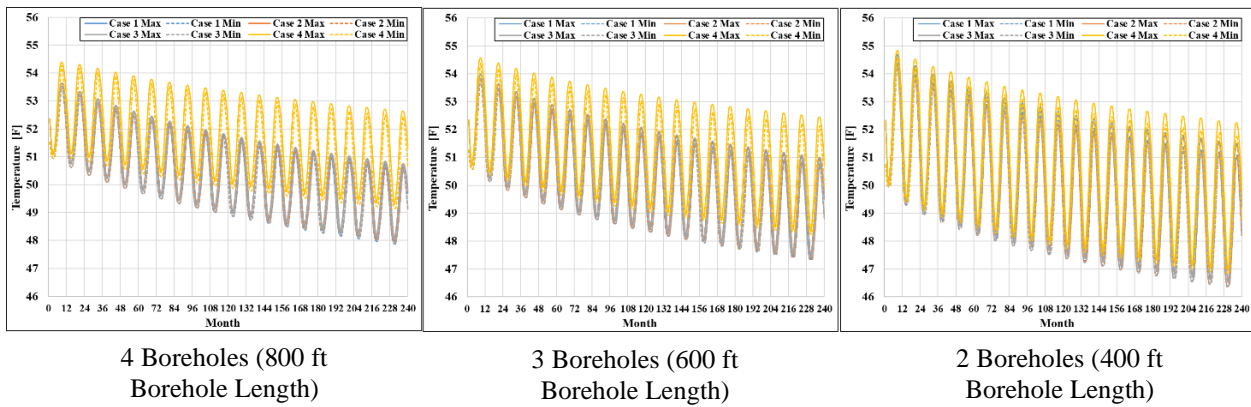 Case 1 Max Case 1 Min Case 2 Max Case 2 Min
Case 3 Max Case 3 Min Case 4 Max Case 4 Min
56
55
54
53
52
51
50
49
48
47
46
Temperature [F]
0 12 24 36 48 60 72 84 96 108 120 132 144 156 168 180 192 204 216 228 240
Month
4 Boreholes (800 ft
Borehole Length)
Case 1 Max Case 1 Min Case 2 Max Case 2 Min
Case 3 Max Case 3 Min Case 4 Max Case 4 Min
56
55
54
53
52
51
50
49
48
47
46
Temperature [F]
0 12 24 36 48 60 72 84 96 108 120 132 144 156 168 180 192 204 216 228 240
Month
3 Boreholes (600 ft
Borehole Length)
Case 1 Max Case 1 Min Case 2 Max Case 2 Min
Case 3 Max Case 3 Min Case 4 Max Case 4 Min
56
55
54
53
52
51
50
49
48
47
46
Temperature [F]
0 12 24 36 48 60 72 84 96 108 120 132 144 156 168 180 192 204 216 228 240
Month
2 Boreholes (400 ft
Borehole Length)